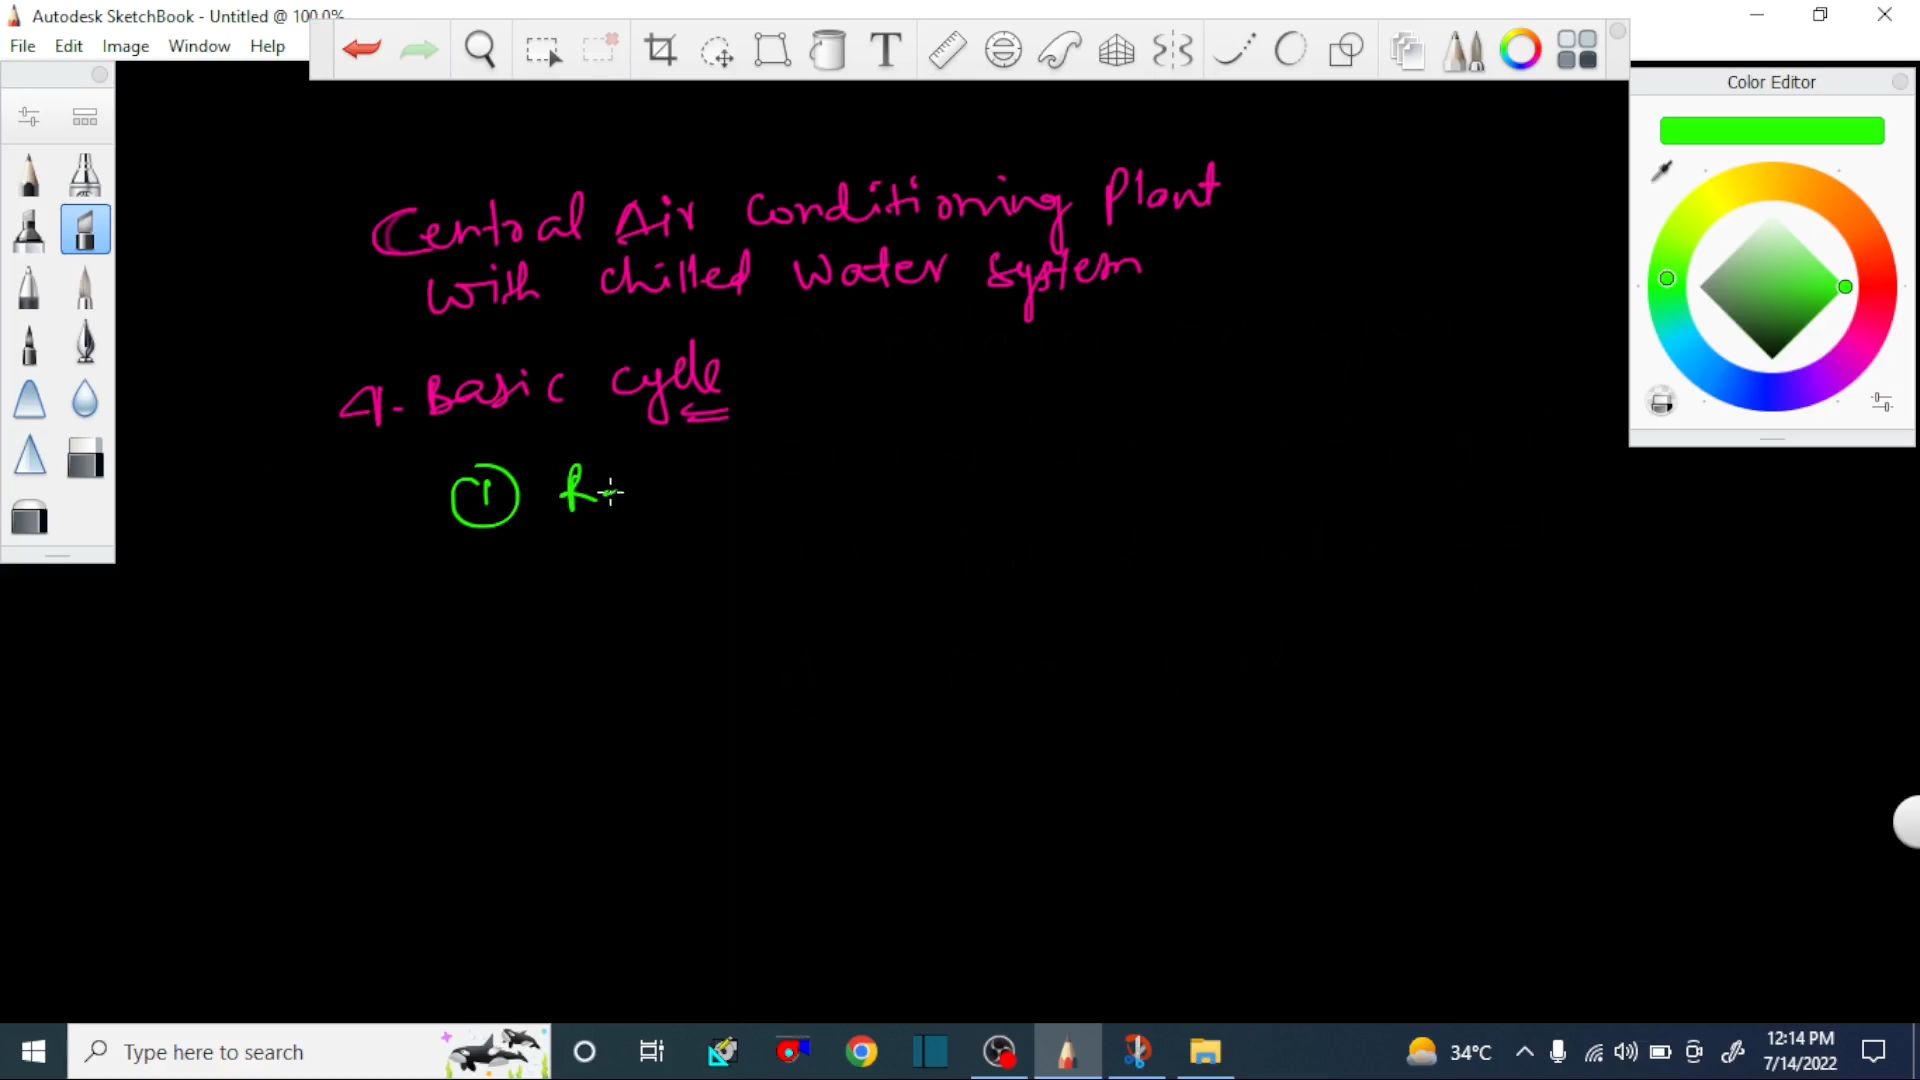 Autodesk SketchBook - Untitled @ 100.0%
File Edit Image Window Help
Color Editor
Central Air Conditioning Plant
With Chilled Water System
4. Basic Cycle
① Re
Type here to search
34°C
12:14 PM
7/14/2022